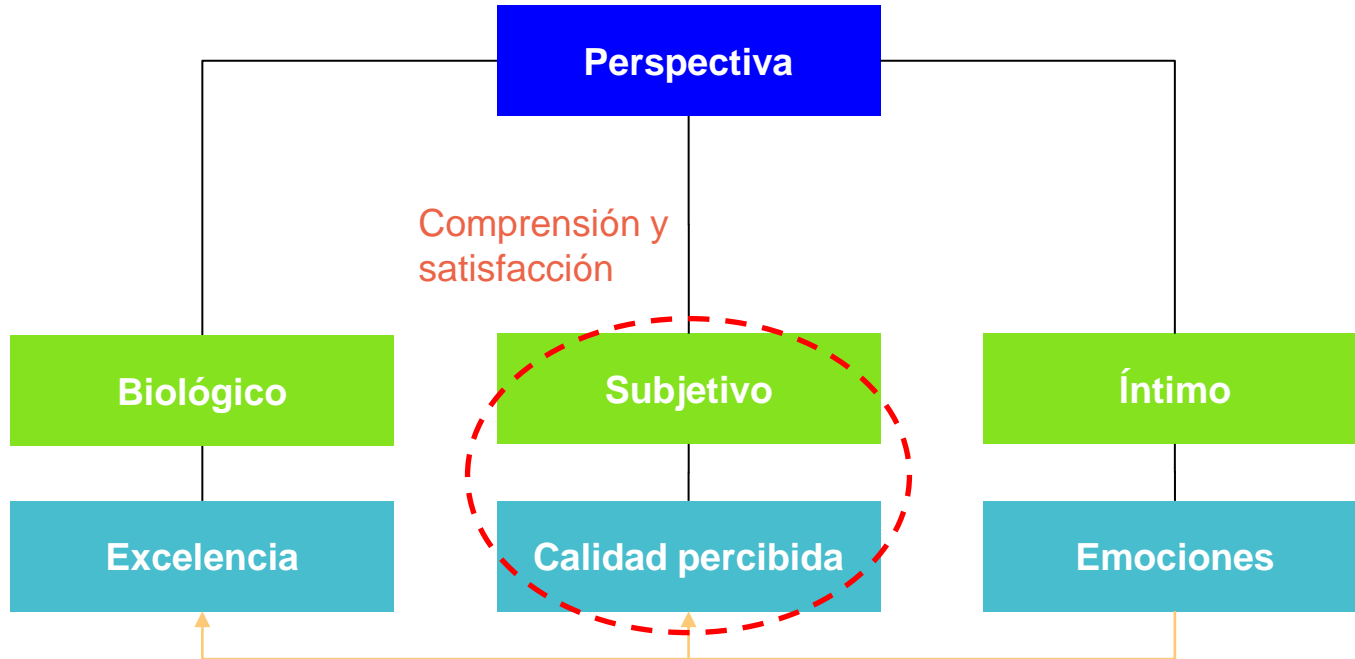 Perspectiva
Comprensión y
satisfacción
Biológico
Subjetivo
Íntimo
Excelencia
Calidad percibida
Emociones